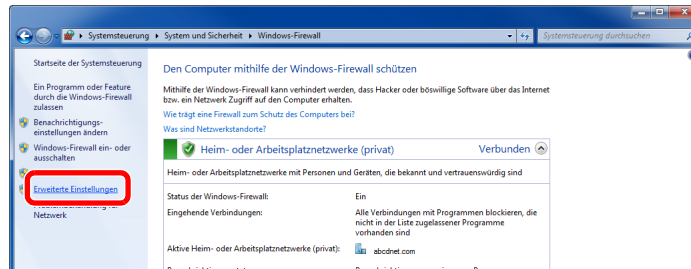 Systemsteuerung ▸ System und Sicherheit ▸ Windows-Firewall
Systemsteuerung durchsuchen
Startseite der Systemsteuerung
Ein Programm oder Feature
durch die Windows-Firewall
zulassen
Benachrichtigungs-
einstellungen ändern
Windows-Firewall ein- oder
ausschalten
Erweiterte Einstellungen
Netzwerk
Den Computer mithilfe der Windows-Firewall schützen
Mithilfe der Windows-Firewall kann verhindert werden, dass Hacker oder böswillige Software über das Internet
bzw. ein Netzwerk Zugriff auf den Computer erhalten.
Wie trägt eine Firewall zum Schutz des Computers bei?
Was sind Netzwerkstandorte?
Heim- oder Arbeitsplatznetzwerke (privat) Verbunden
Heim- oder Arbeitsplatznetzwerke mit Personen und Geräten, die bekannt und vertrauenswürdig sind
Status der Windows-Firewall: Ein
Eingehende Verbindungen: Alle Verbindungen mit Programmen blockieren, die
nicht in der Liste zugelassener Programme
vorhanden sind
Aktive Heim- oder Arbeitsplatznetzwerke (privat): abcdnet.com